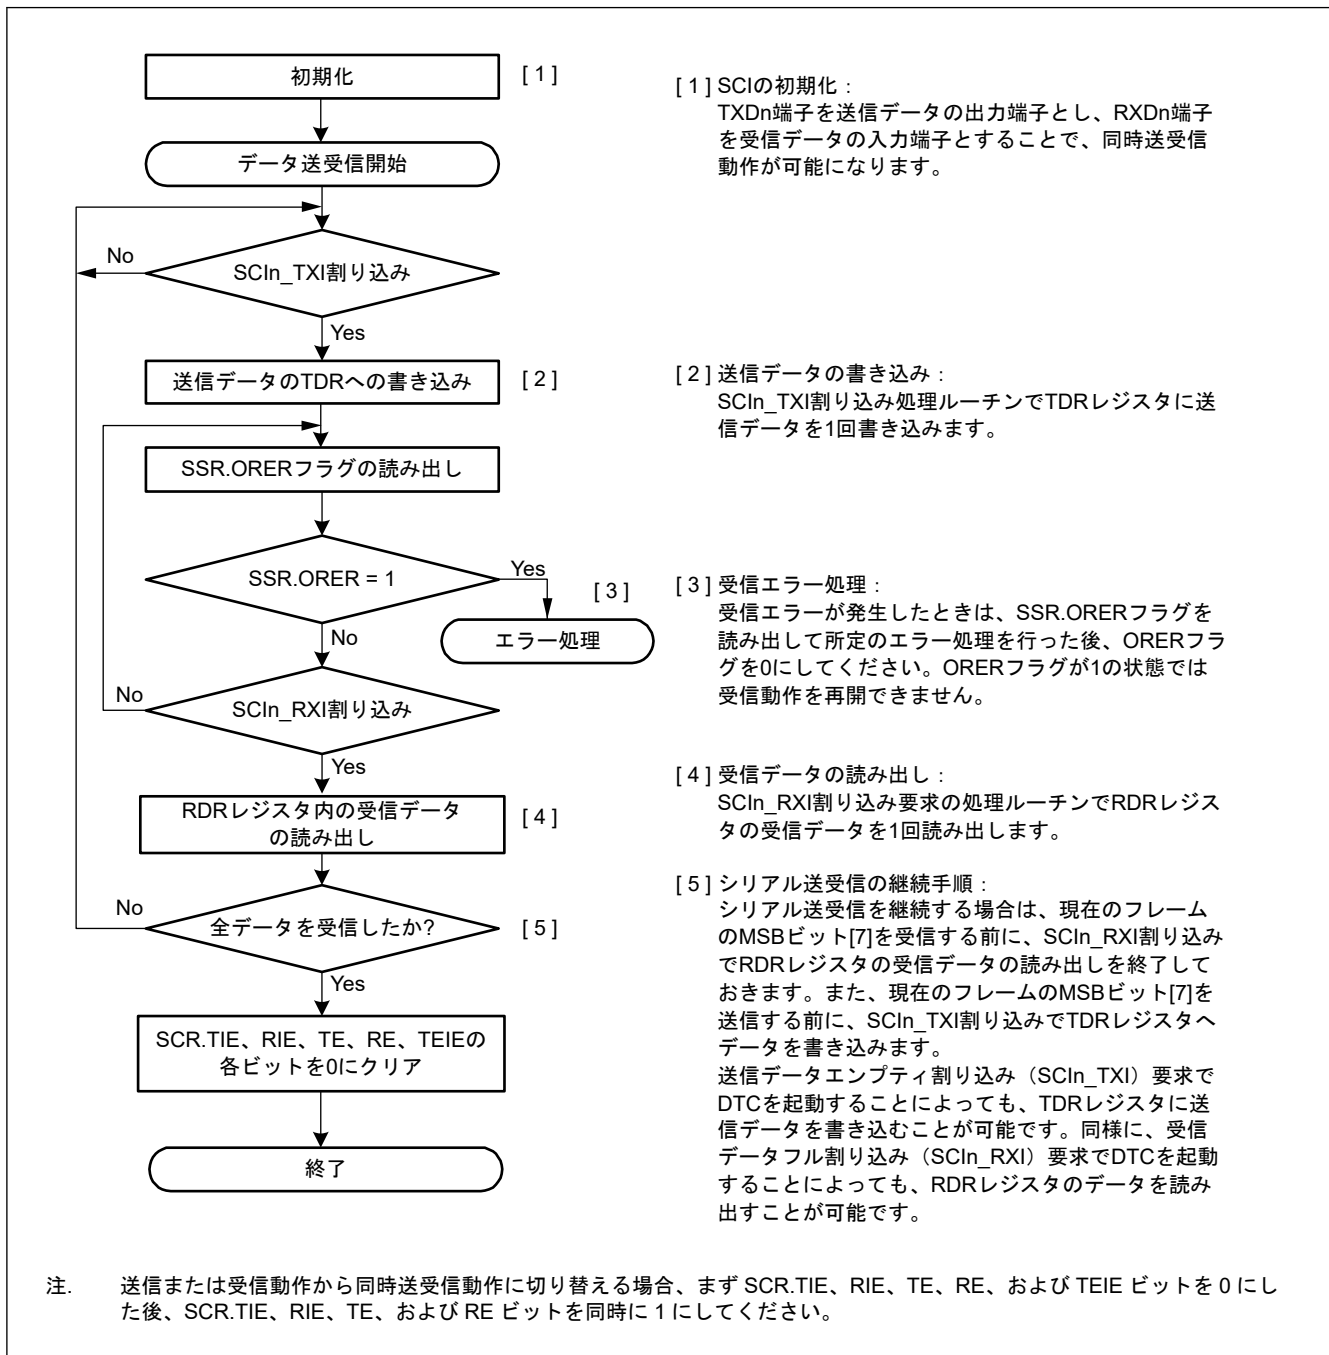 初期化
[ 1 ]
データ送受信開始
No
SCIn_TXI割り込み
Yes
送信データのTDRへの書き込み
[ 2 ]
SSR.ORERフラグの読み出し
SSR.ORER = 1
Yes
[ 3 ]
エラー処理
No
No
SCIn_RXI割り込み
Yes
RDRレジスタ内の受信データ
の読み出し
[ 4 ]
No
全データを受信したか?
[ 5 ]
Yes
SCR.TIE、RIE、TE、RE、TEIEの
各ビットを0にクリア
終了
[ 1 ] SCIの初期化：
TXDn端子を送信データの出力端子とし、RXDn端子
を受信データの入力端子とすることで、同時送受信
動作が可能になります。
[ 2 ] 送信データの書き込み：
SCIn_TXI割り込み処理ルーチンでTDRレジスタに送
信データを1回書き込みます。
[ 3 ] 受信エラー処理：
受信エラーが発生したときは、SSR.ORERフラグを
読み出して所定のエラー処理を行った後、ORERフラ
グを0にしてください。ORERフラグが1の状態では
受信動作を再開できません。
[ 4 ] 受信データの読み出し：
SCIn_RXI割り込み要求の処理ルーチンでRDRレジス
タの受信データを1回読み出します。
[ 5 ] シリアル送受信の継続手順：
シリアル送受信を継続する場合は、現在のフレーム
のMSBビット[7]を受信する前に、SCIn_RXI割り込み
でRDRレジスタの受信データの読み出しを終了して
おきます。また、現在のフレームのMSBビット[7]を
送信する前に、SCIn_TXI割り込みでTDRレジスタへ
データを書き込みます。
送信データエンプティ割り込み（SCIn_TXI）要求で
DTCを起動することによっても、TDRレジスタに送
信データを書き込むことが可能です。同様に、受信
データフル割り込み（SCIn_RXI）要求でDTCを起動
することによっても、RDRレジスタのデータを読み
出すことが可能です。
注. 送信または受信動作から同時送受信動作に切り替える場合、まず SCR.TIE、RIE、TE、RE、および TEIE ビットを 0 にし
た後、SCR.TIE、RIE、TE、および RE ビットを同時に 1 にしてください。